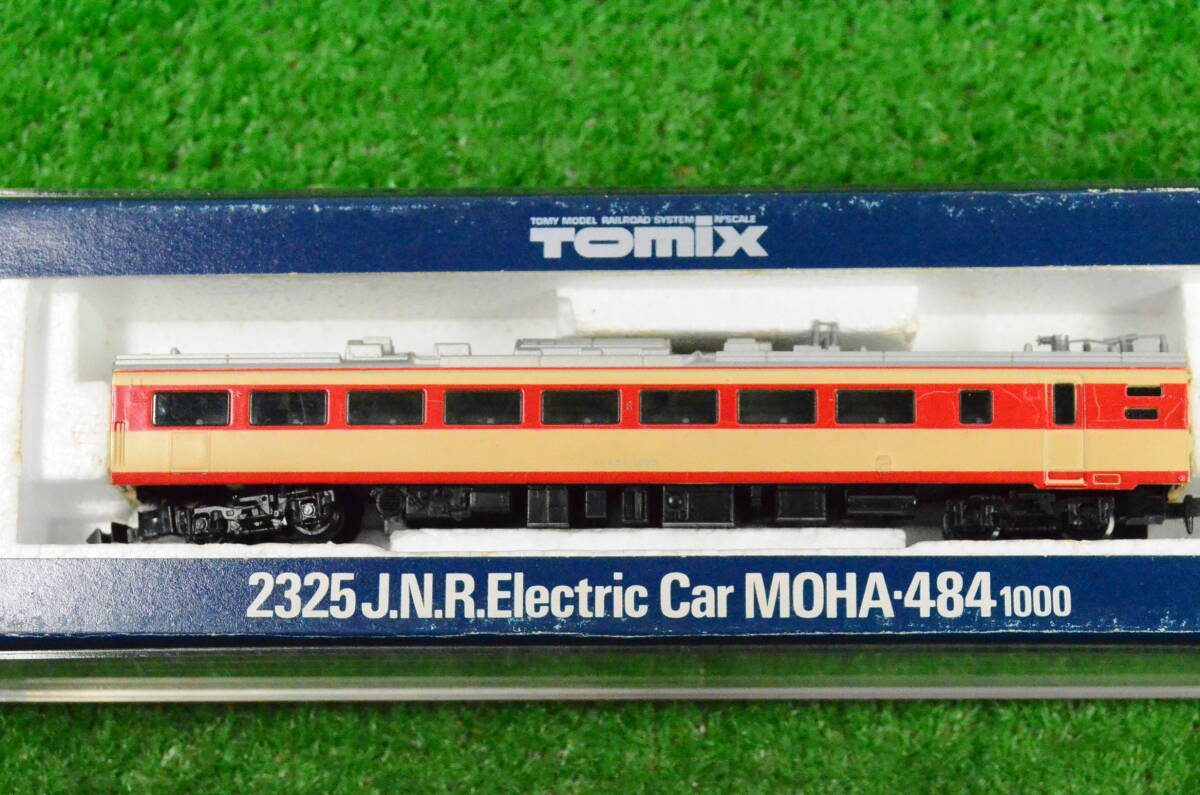 TOMY MODEL RAILROAD SYSTEM N SCALE
TOMIX
2325 J.N.R.Electric Car MOHA·484 1000